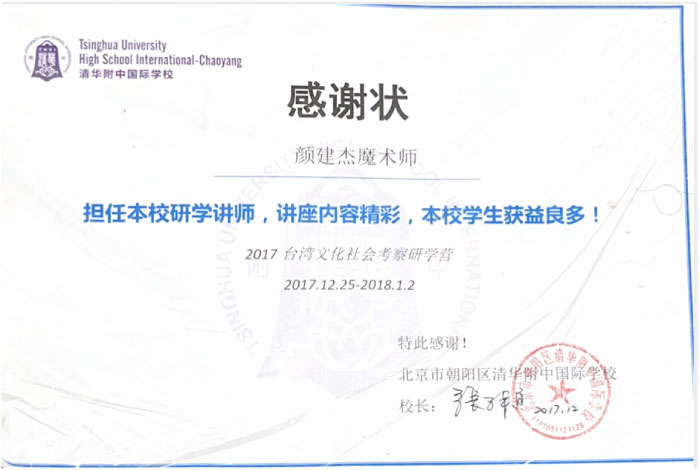 Tsinghua University
High School International-Chaoyang
清华附中国际学校
感谢状
颜建杰魔术师
担任本校研学讲师，讲座内容精彩，本校学生获益良多！
2017 台湾文化社会考察研学营
2017.12.25-2018.1.2
特此感谢！
北京市朝阳区清华附中国际学校
校长：
2017.12